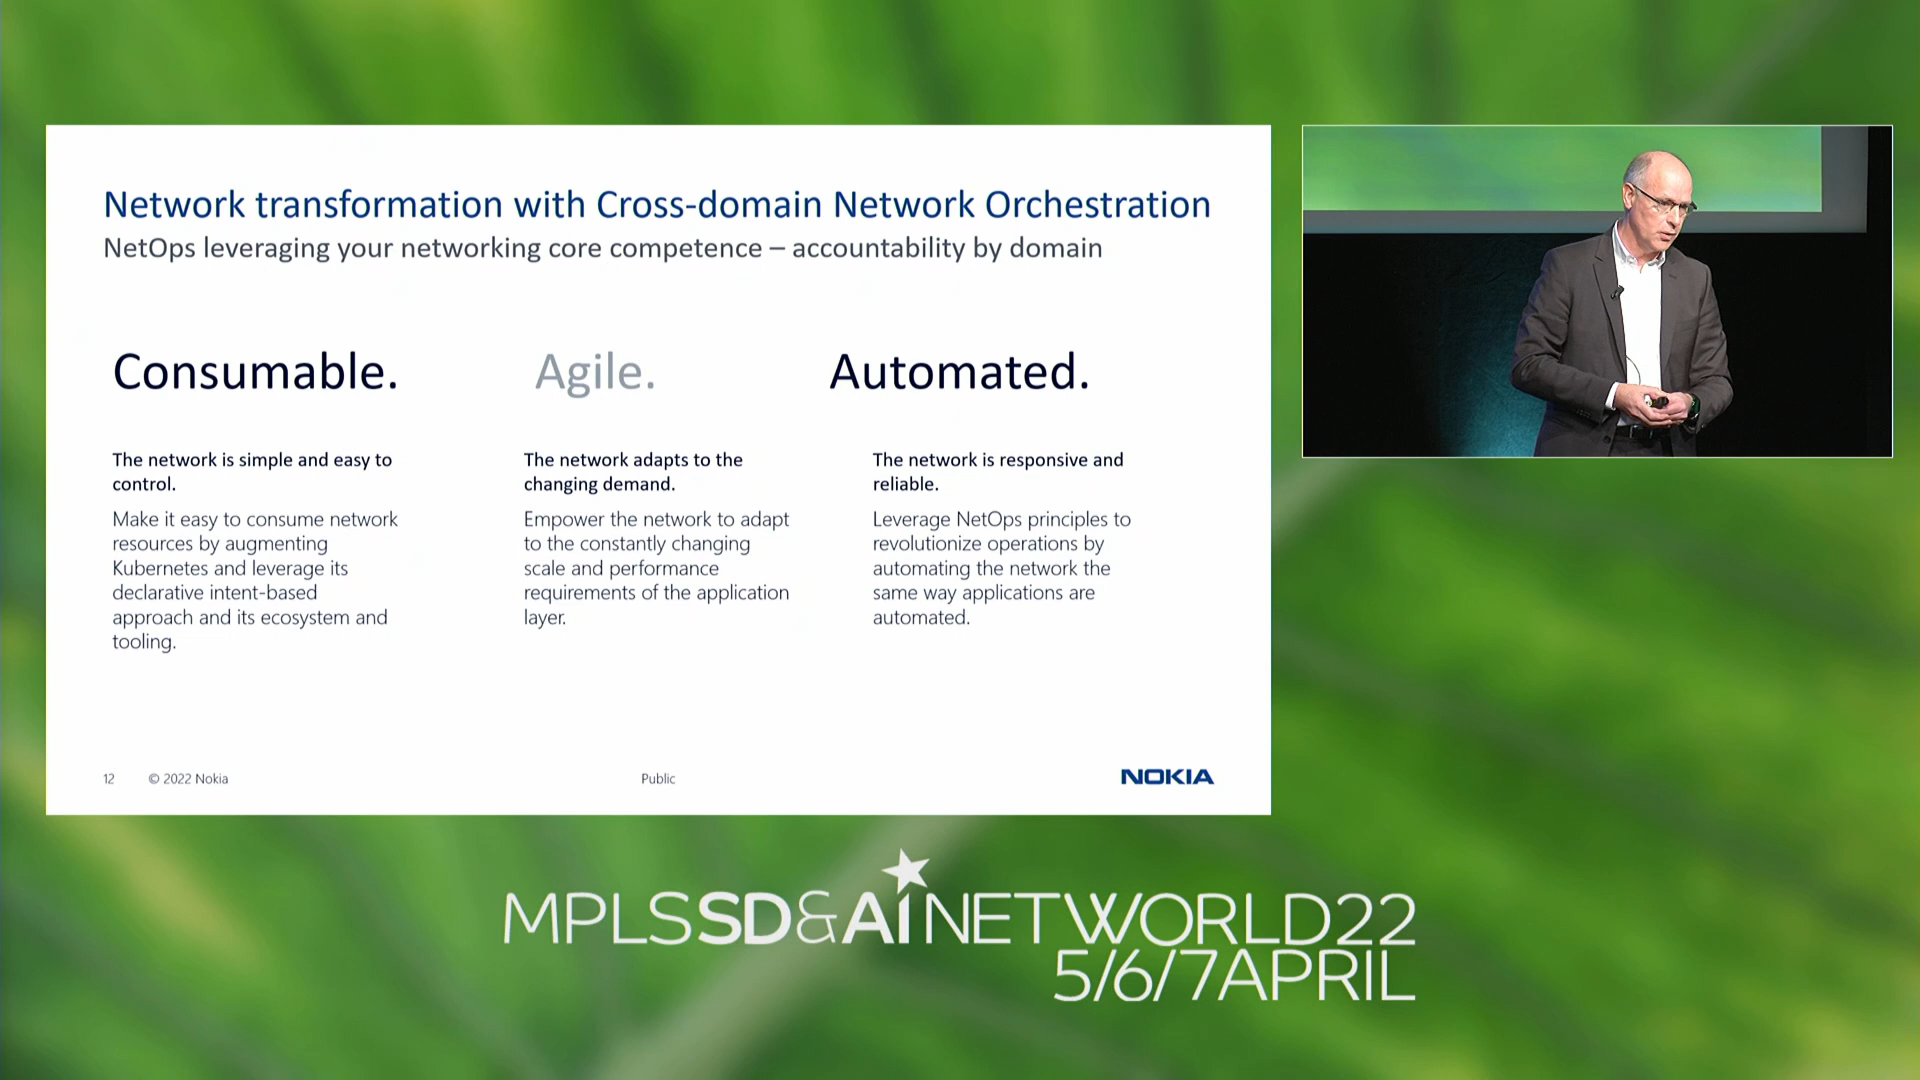 Network transformation with Cross-domain Network Orchestration
NetOps leveraging your networking core competence – accountability by domain
Consumable.
The network is simple and easy to
control.
Make it easy to consume network
resources by augmenting
Kubernetes and leverage its
declarative intent-based
approach and its ecosystem and
tooling.
Agile.
The network adapts to the
changing demand.
Empower the network to adapt
to the constantly changing
scale and performance
requirements of the application
layer.
Automated.
The network is responsive and
reliable.
Leverage NetOps principles to
revolutionize operations by
automating the network the
same way applications are
automated.
12 © 2022 Nokia Public NOKIA
MPLSSD&AINETWORLD22
5/6/7APRIL